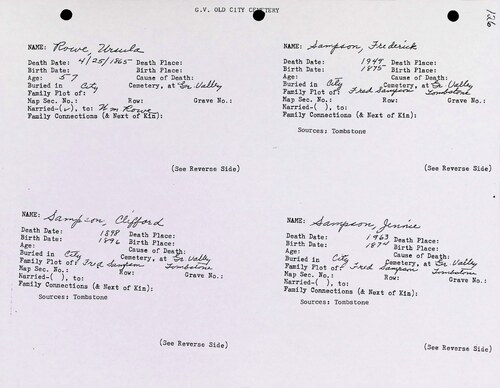 G.V. OLD CITY CEMETERY
126
NAME: Rowe, Ursula
Death Date: 4/25/1865 Death Place:
Birth Date: Birth Place:
Age: 57 Cause of Death:
Buried in City Cemetery, at Gr. Valley
Family Plot of:
Map Sec. No.: Row: Grave No.:
Married-(✓), to: Wm Rowe
Family Connections (& Next of Kin):
(See Reverse Side)
NAME: Sampson, Frederick
Death Date: 1947 Death Place:
Birth Date: 1875 Birth Place:
Age: Cause of Death:
Buried in City Cemetery, at Gr. Valley
Family Plot of: Fred Sampson Tombstone
Map Sec. No.: Row: Grave No.:
Married-( ), to:
Family Connections (& Next of Kin):
Sources: Tombstone
(See Reverse Side)
NAME: Sampson, Clifford
Death Date: 1898 Death Place:
Birth Date: 1896 Birth Place:
Age: Cause of Death:
Buried in City Cemetery, at Gr. Valley
Family Plot of: Fred Sampson Tombstone
Map Sec. No.: Row: Grave No.:
Married-( ), to:
Family Connections (& Next of Kin):
Sources: Tombstone
(See Reverse Side)
NAME: Sampson, Jennie
Death Date: 1963 Death Place:
Birth Date: 1874 Birth Place:
Age: Cause of Death:
Buried in City Cemetery, at Gr. Valley
Family Plot of: Fred Sampson Tombstone
Map Sec. No.: Row: Grave No.:
Married-( ), to:
Family Connections (& Next of Kin):
Sources: Tombstone
(See Reverse Side)